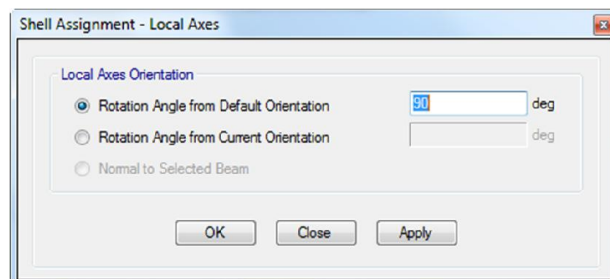 Shell Assignment - Local Axes
Local Axes Orientation
Rotation Angle from Default Orientation 90 deg
Rotation Angle from Current Orientation deg
Normal to Selected Beam
OK Close Apply